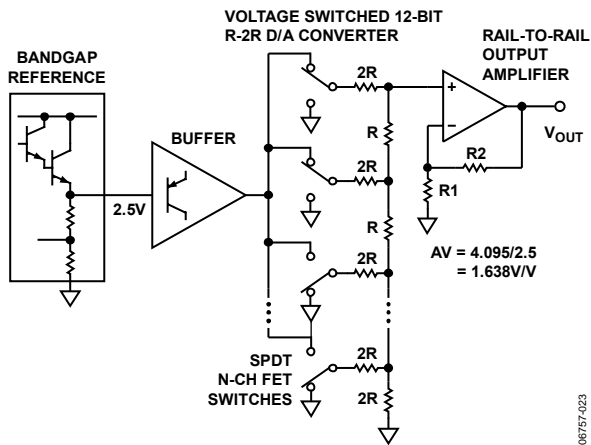 VOLTAGE SWITCHED 12-BIT
R-2R D/A CONVERTER
RAIL-TO-RAIL
OUTPUT
AMPLIFIER
BANDGAP
REFERENCE
2R
BUFFER
R
VOUT
R2
R1
2R
2.5V
R
AV = 4.095/2.5
= 1.638V/V
2R
SPDT
N-CH FET
SWITCHES
2R
2R
06757-023